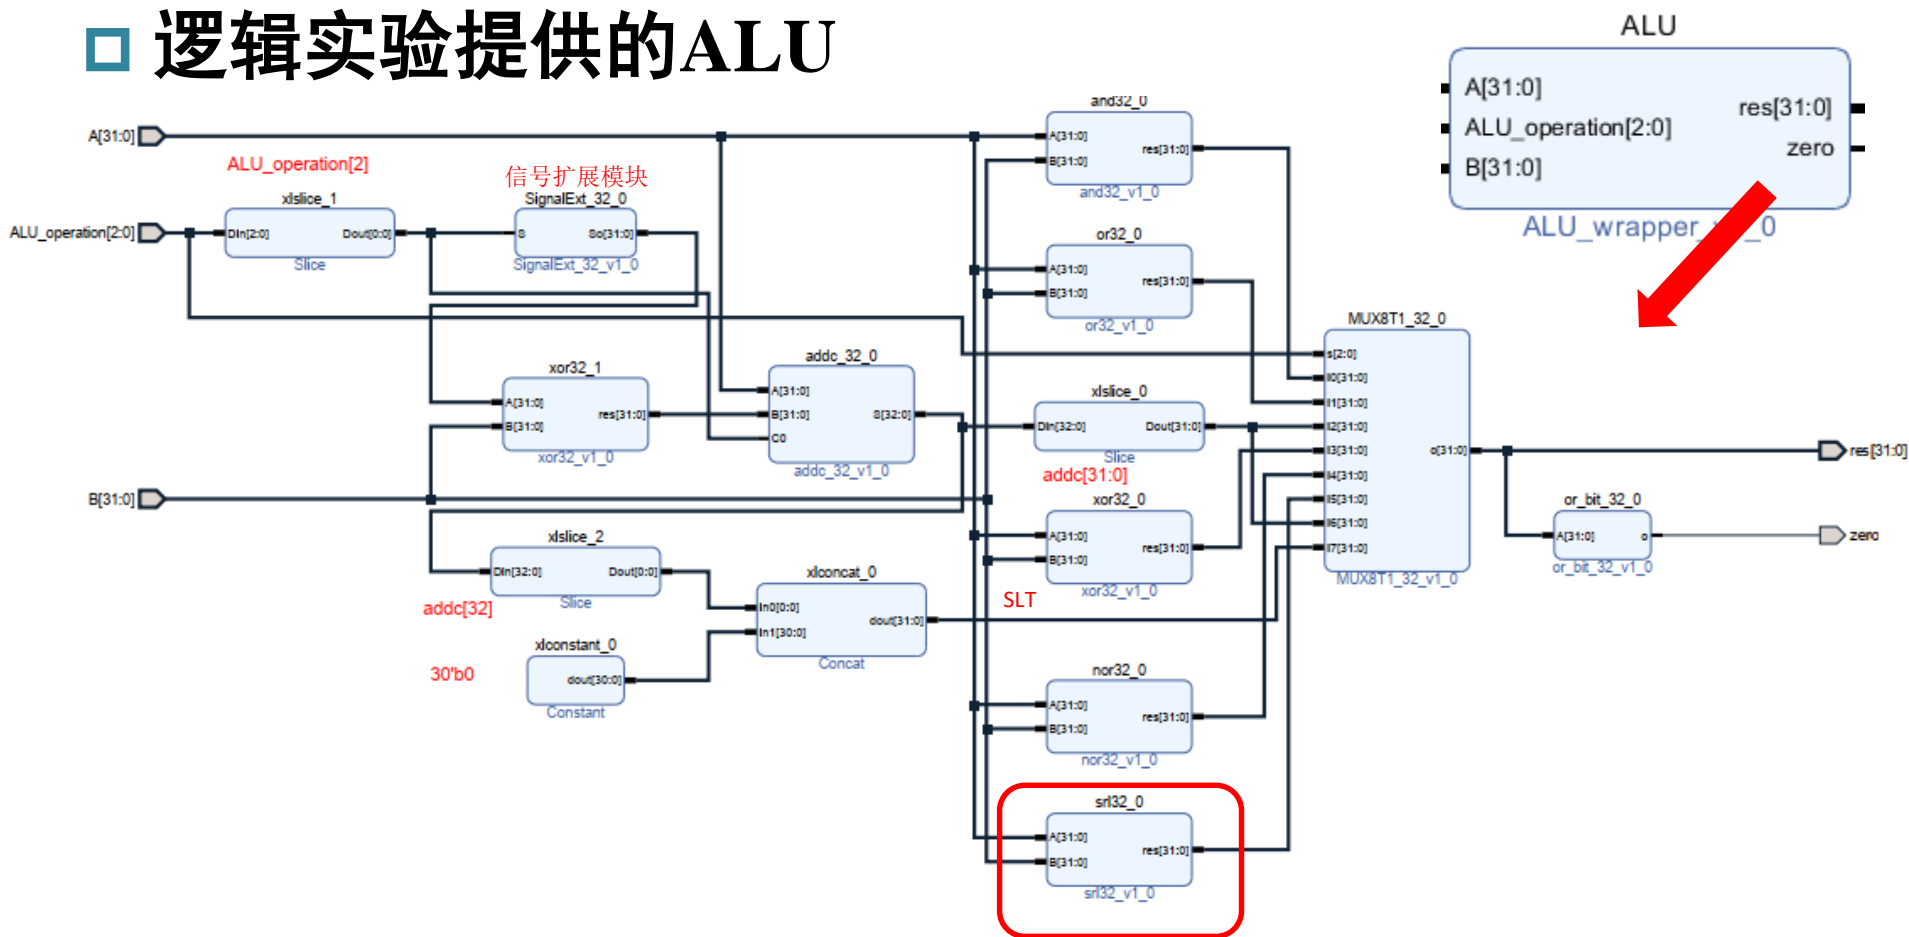 逻辑实验提供的ALU
ALU
A[31:0]
ALU_operation[2:0]
B[31:0]
res[31:0]
zero
A[31:0]
ALU_operation[2]
xlslice_1
ALU_operation[2:0]
Din[2:0]
Dout[0:0]
Slice
信号扩展模块
SignalExt_32_0
S
So[31:0]
SignalExt_32_v1_0
xor32_1
A[31:0]
B[31:0]
res[31:0]
xor32_v1_0
addc_32_0
A[31:0]
B[31:0]
C0
S[32:0]
addc_32_v1_0
B[31:0]
xlslice_2
Din[32:0]
Dout[0:0]
Slice
addc[32]
xlconstant_0
30'b0
dout[30:0]
Constant
xlconcat_0
In0[0:0]
In1[30:0]
dout[31:0]
Concat
SLT
and32_0
A[31:0]
B[31:0]
res[31:0]
and32_v1_0
or32_0
A[31:0]
B[31:0]
res[31:0]
or32_v1_0
xlslice_0
Din[32:0]
Dout[31:0]
Slice
addc[31:0]
xor32_0
A[31:0]
B[31:0]
res[31:0]
xor32_v1_0
nor32_0
A[31:0]
B[31:0]
res[31:0]
nor32_v1_0
srl32_0
A[31:0]
B[31:0]
res[31:0]
srl32_v1_0
MUX8T1_32_0
s[2:0]
I0[31:0]
I1[31:0]
I2[31:0]
I3[31:0]
I4[31:0]
I5[31:0]
I6[31:0]
I7[31:0]
o[31:0]
MUX8T1_32_v1_0
res[31:0]
or_bit_32_0
A[31:0]
o
or_bit_32_v1_0
zero